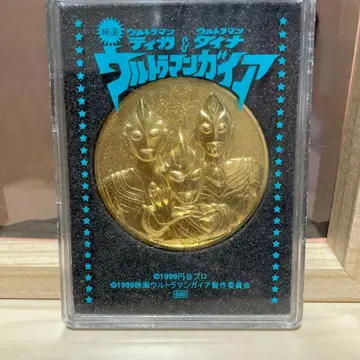 映画
ウルトラマン ウルトラマン
ティガ & ダイナ
ウルトラマンガイア
©1999円谷プロ
©1999映画ウルトラマンガイア製作委員会